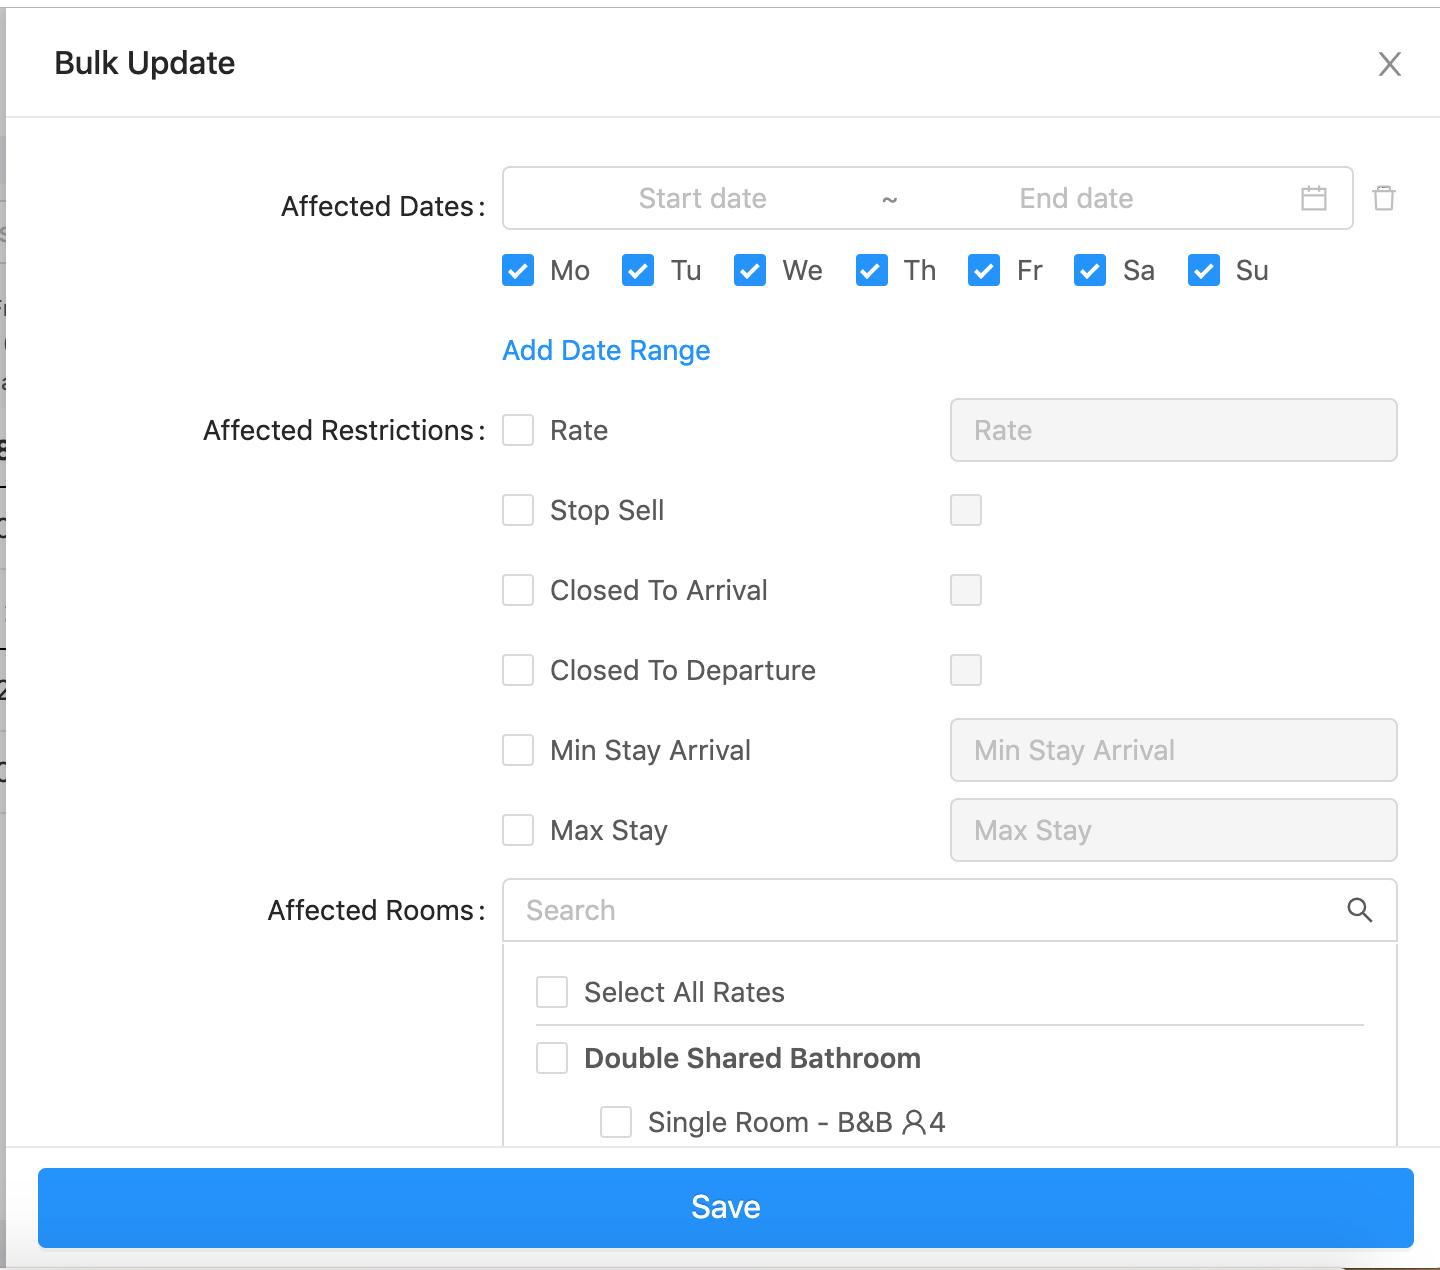 Bulk Update
Affected Dates: Start date ~ End date
Mo Tu We Th Fr Sa Su
Add Date Range
Affected Restrictions: Rate Rate
Stop Sell
Closed To Arrival
Closed To Departure
Min Stay Arrival Min Stay Arrival
Max Stay Max Stay
Affected Rooms: Search
Select All Rates
Double Shared Bathroom
Single Room - B&B 4
Save